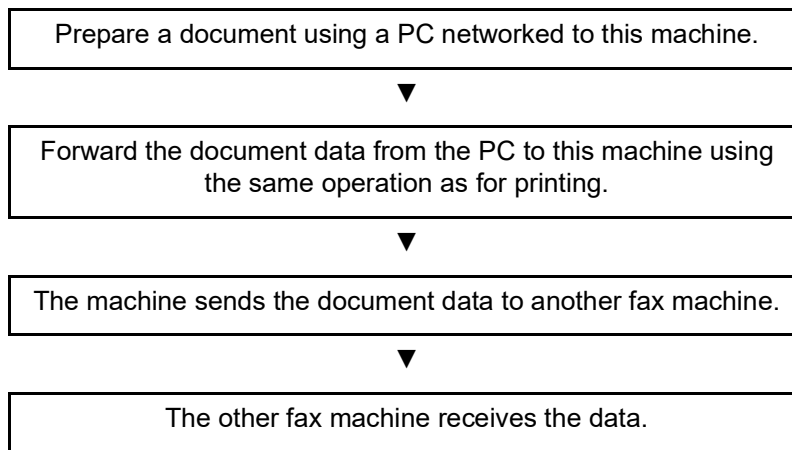 Prepare a document using a PC networked to this machine.
Forward the document data from the PC to this machine using
the same operation as for printing.
The machine sends the document data to another fax machine.
The other fax machine receives the data.